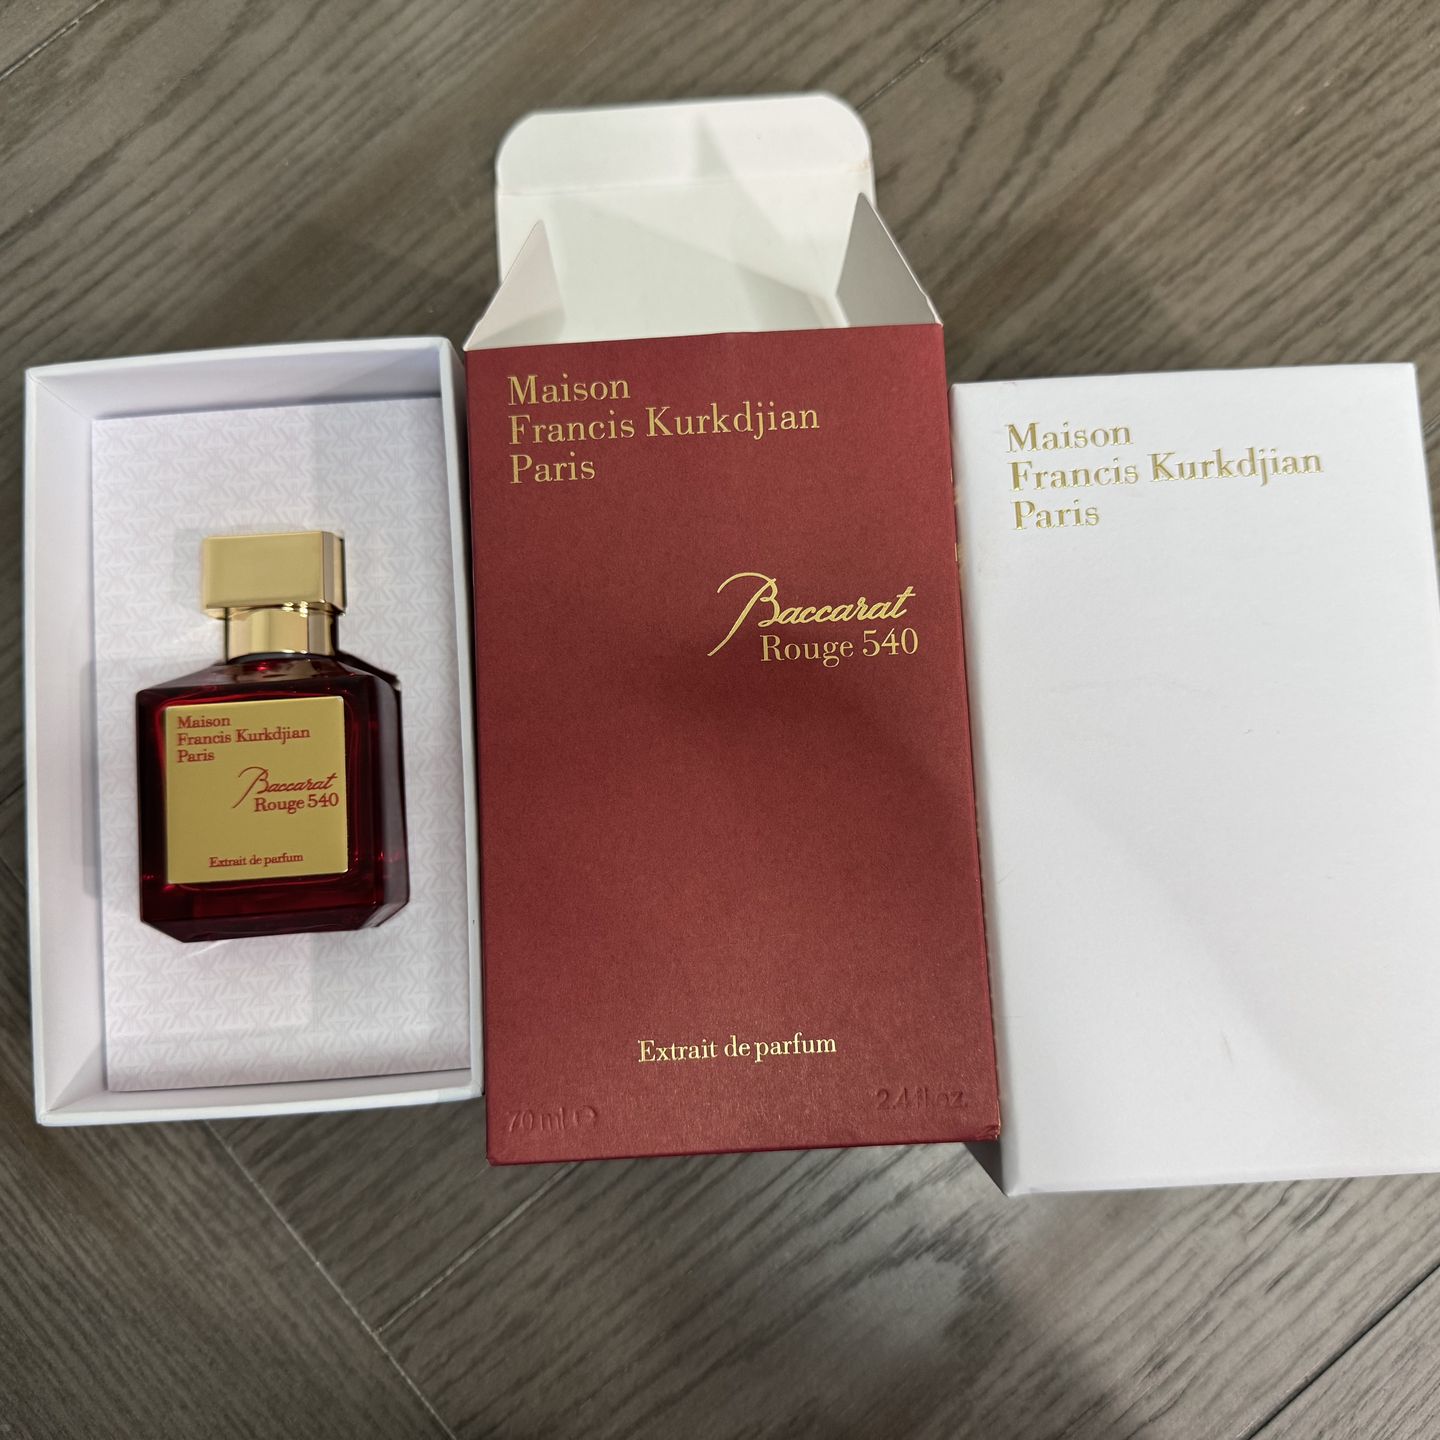 Maison
Francis Kurkdjian
Paris
Baccarat
Rouge 540
Extrait de parfum
Maison
Francis Kurkdjian
Paris
Baccarat
Rouge 540
Extrait de parfum
70 ml ℮
2.4 fl oz.
Maison
Francis Kurkdjian
Paris